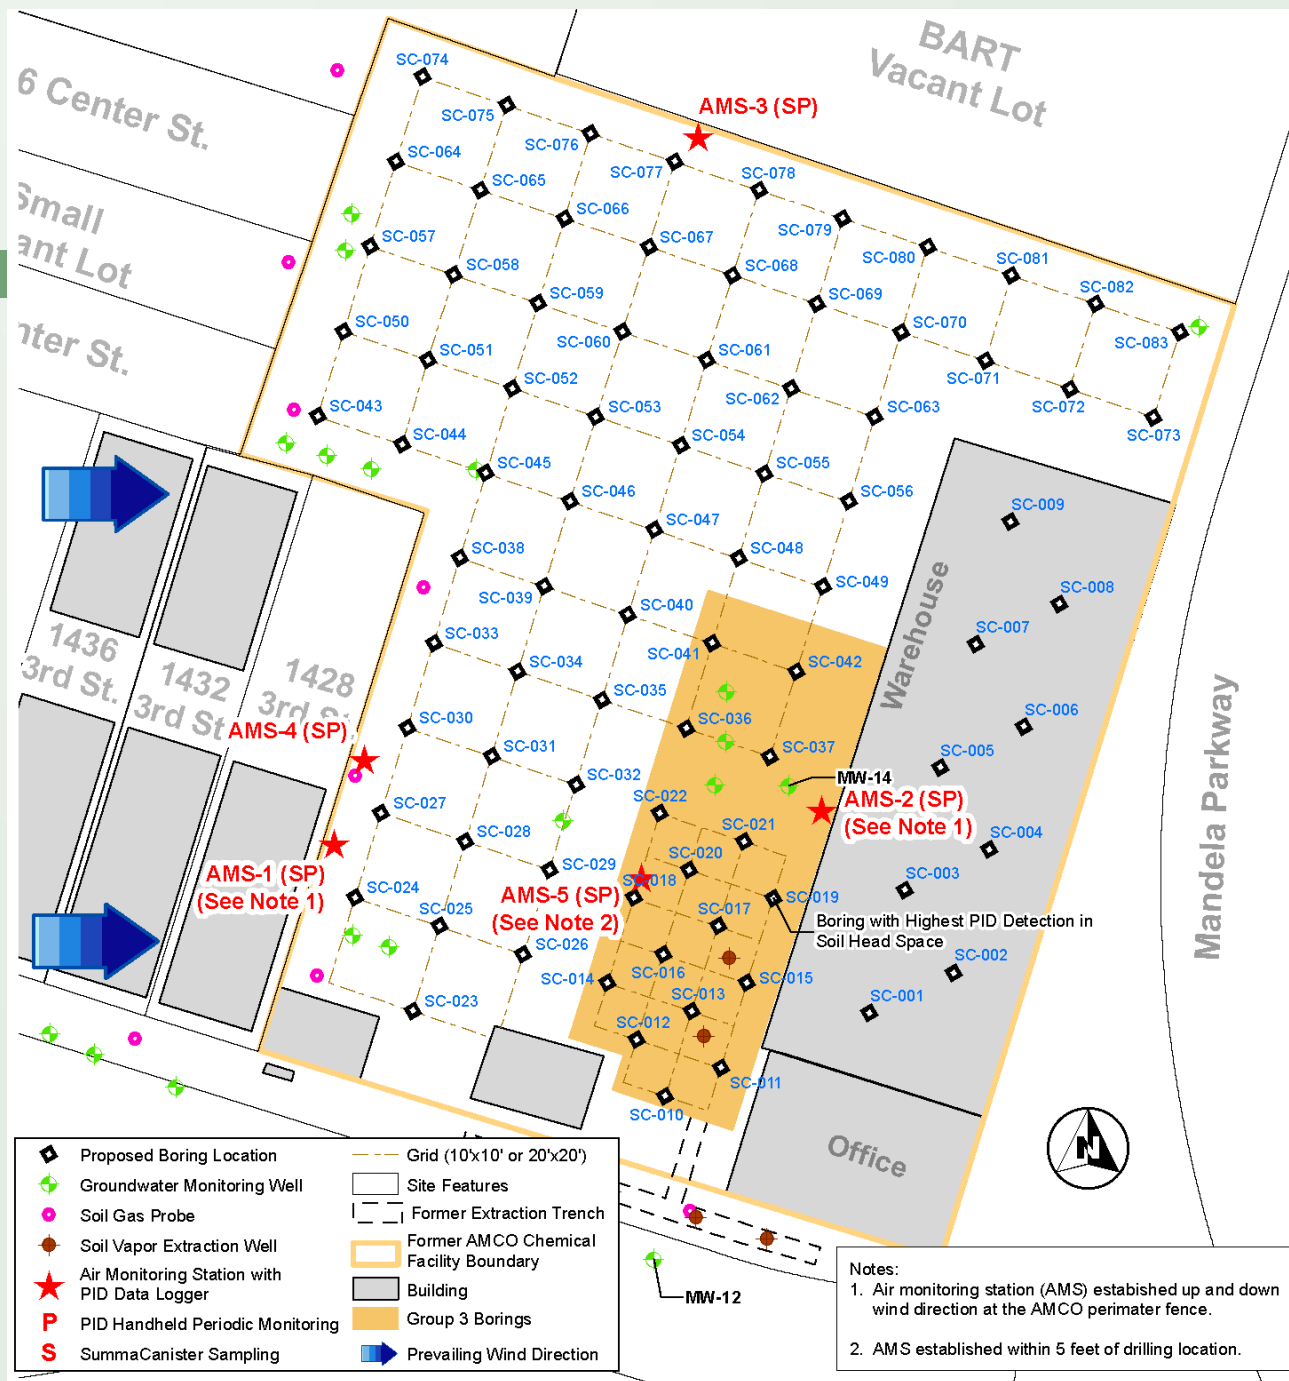 BART
Vacant Lot
SC-074
6 Center St.
AMS-3 (SP)
SC-075
SC-076
SC-064
SC-077
SC-078
SC-065
Small
SC-066
SC-079
ant Lot
SC-057
SC-067
SC-080
SC-081
SC-058
SC-068
SC-082
SC-059
SC-069
nter St.
SC-050
SC-060
SC-070
SC-083
SC-051
SC-061
SC-071
SC-052
SC-062
SC-072
SC-043
SC-053
SC-063
SC-073
SC-044
SC-054
SC-045
SC-055
SC-046
SC-056
SC-009
SC-047
SC-038
SC-048
SC-039
SC-049
Warehouse
SC-008
SC-040
SC-007
SC-033
SC-041
SC-042
1436
3rd St.
SC-034
1432
3rd St
1428
3rd St.
SC-035
Mandela Parkway
SC-030
SC-036
SC-006
AMS-4 (SP)
SC-031
SC-037
SC-005
SC-032
MW-14
SC-027
SC-022
AMS-2 (SP)
(See Note 1)
SC-028
SC-021
SC-004
SC-020
SC-029
AMS-1 (SP)
(See Note 1)
SC-018
SC-003
SC-024
AMS-5 (SP)
(See Note 2)
SC-019
SC-025
SC-017
Boring with Highest PID Detection in
Soil Head Space
SC-026
SC-016
SC-002
SC-014
SC-015
SC-013
SC-023
SC-001
SC-012
SC-011
SC-010
Office
N
Proposed Boring Location
Groundwater Monitoring Well
Soil Gas Probe
Soil Vapor Extraction Well
Air Monitoring Station with
PID Data Logger
P PID Handheld Periodic Monitoring
S SummaCanister Sampling
Grid (10'x10' or 20'x20')
Site Features
Former Extraction Trench
Former AMCO Chemical
Facility Boundary
Building
Group 3 Borings
Prevailing Wind Direction
MW-12
Notes:
1. Air monitoring station (AMS) estabished up and down
wind direction at the AMCO perimater fence.
2. AMS established within 5 feet of drilling location.